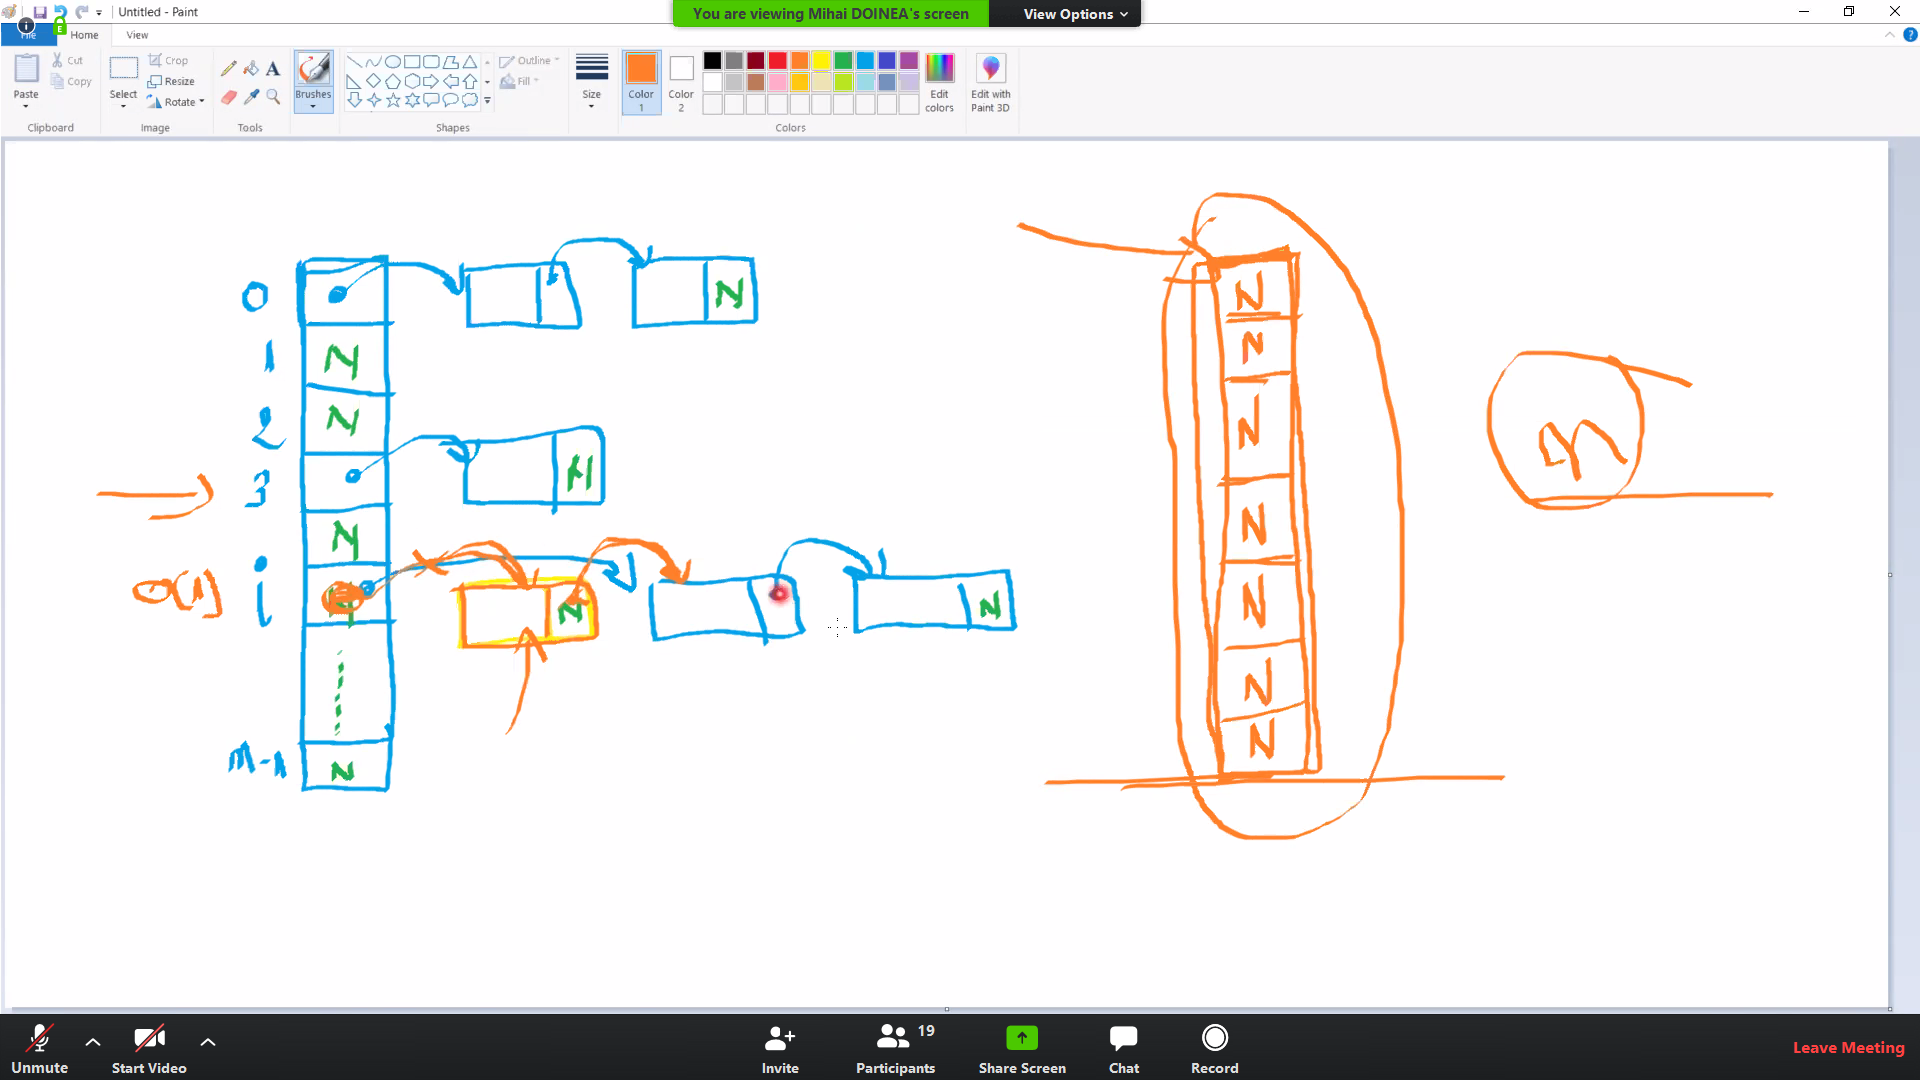 Untitled - Paint
You are viewing Mihai DOINEA's screen
View Options
File
Home
View
Paste
Cut
Copy
Clipboard
Select
Crop
Resize
Rotate
Image
A
Tools
Brushes
Outline
Fill
Shapes
Size
Color
1
Color
2
Edit
colors
Edit with
Paint 3D
Colors
0
N
1
N
2
N
3
N
N
i
O(1)
N
N
N
m-1
N
N
N
N
N
N
N
N
m
Unmute
Start Video
Invite
19
Participants
Share Screen
Chat
Record
Leave Meeting